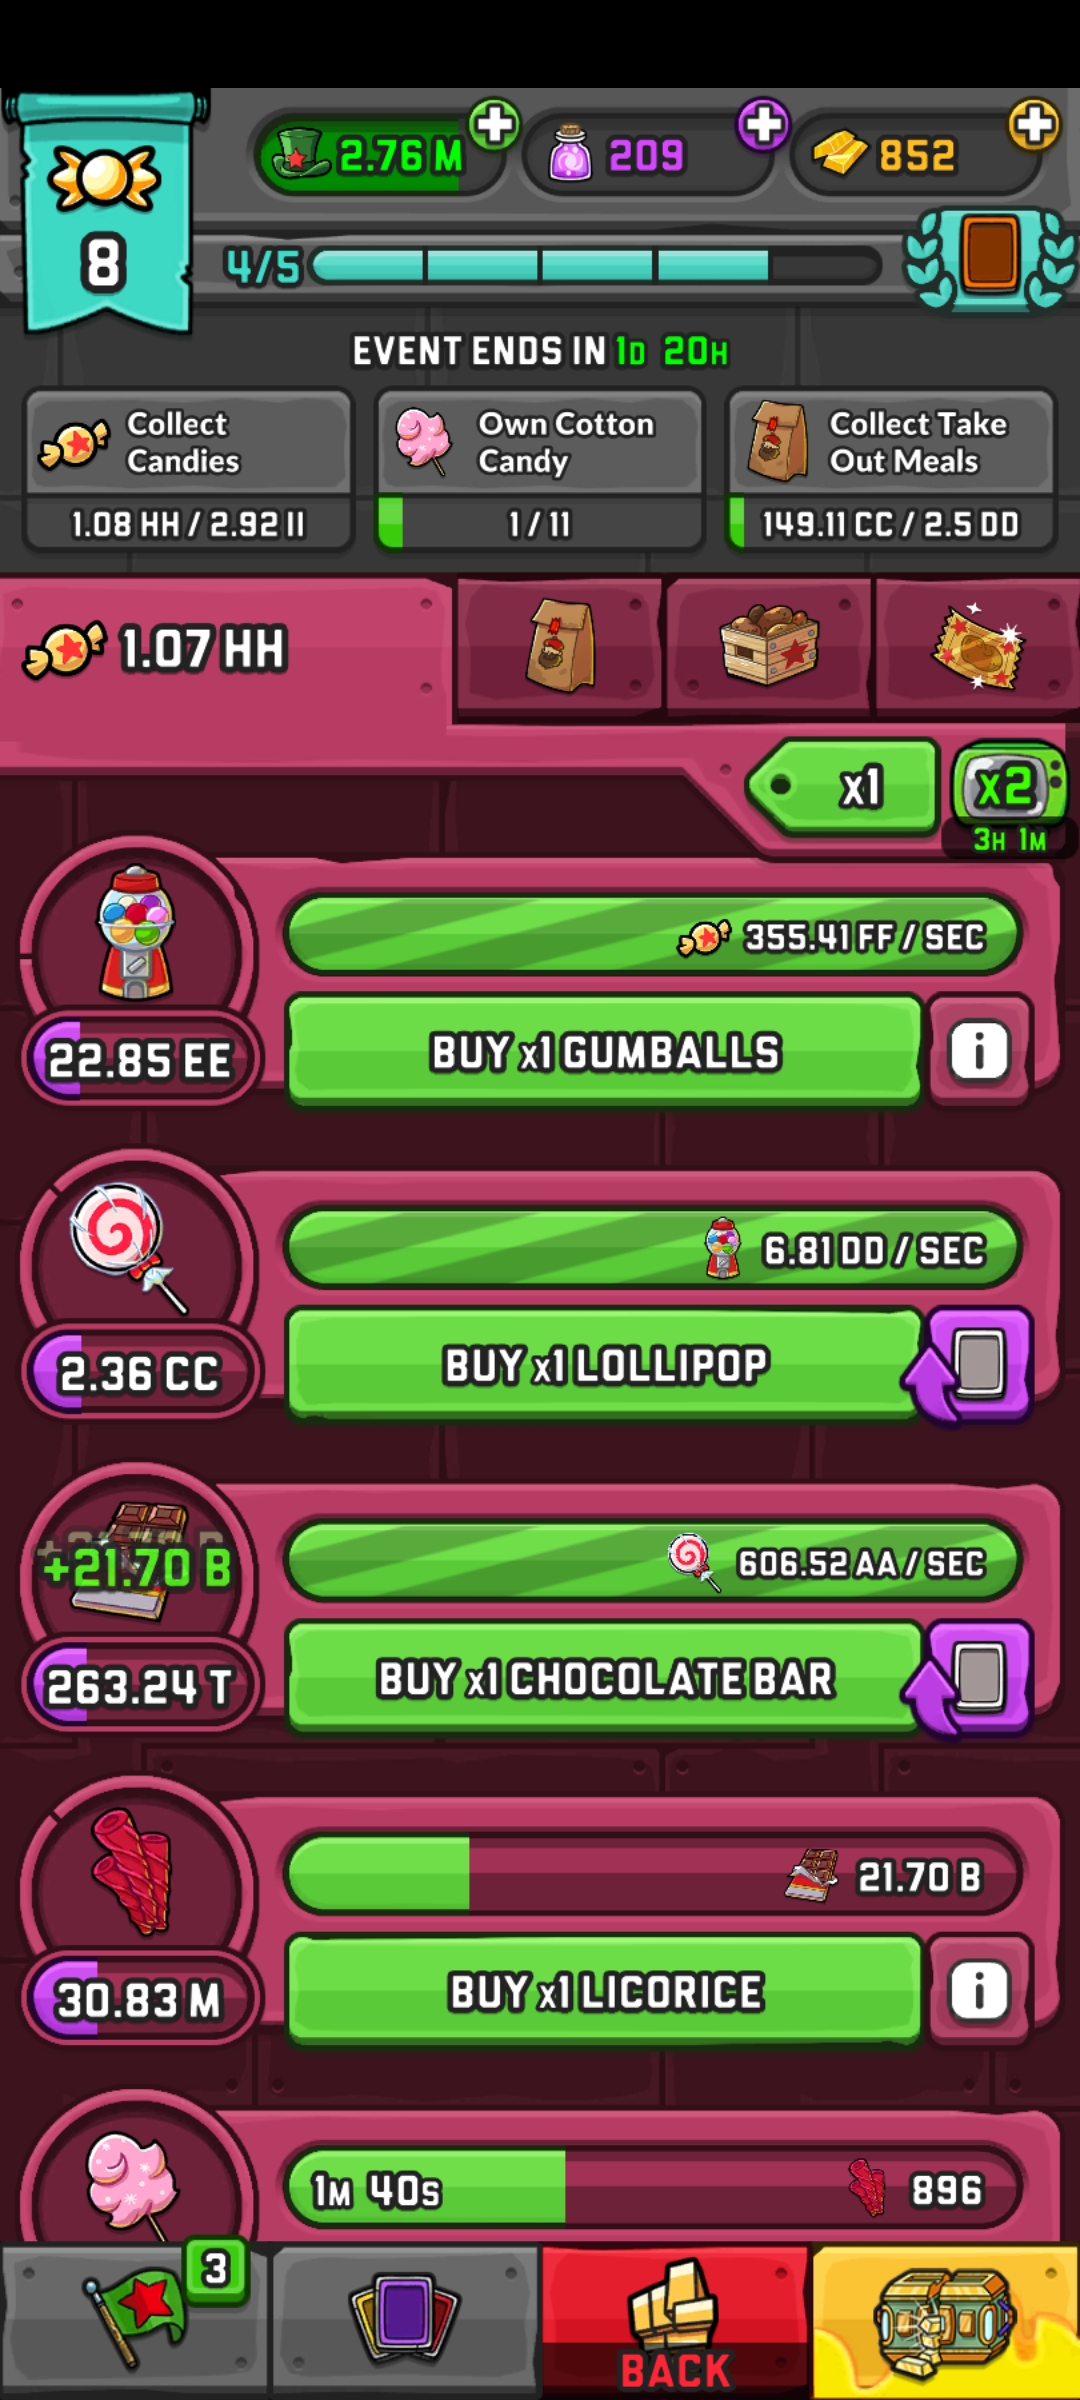 2.76 M
209
852
8
4/5
EVENT ENDS IN 1D 20H
Collect
Candies
1.08 HH / 2.92 II
Own Cotton
Candy
1 / 11
Collect Take
Out Meals
149.11 CC / 2.5 DD
1.07 HH
x1
x2
3H 1M
355.41 FF / SEC
22.85 EE
BUY x1 GUMBALLS
i
6.81 DD / SEC
2.36 CC
BUY x1 LOLLIPOP
+21.70 B
606.52 AA / SEC
263.24 T
BUY x1 CHOCOLATE BAR
21.70 B
30.83 M
BUY x1 LICORICE
i
1M 40S
896
3
BACK